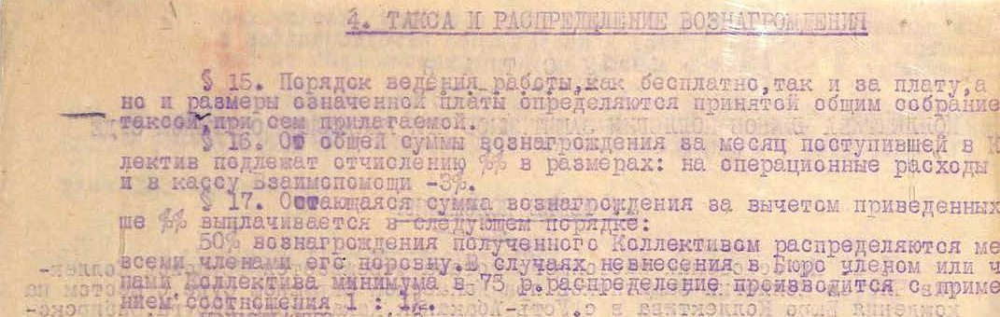 4. ТАКСА И РАСПРЕДЕЛЕНИЕ ВОЗНАГРОМДЕНИЯ
§ 15. Порядок ведения работы,как бесплатно,так и за плату,а
но и размеры означенной платы определяются принятой общим собрание
таксой,при сем прилагаемой.
§ 16. От общей суммы вознаграждения за месяц поступившей в К
лектив подлежат отчислению %% в размерах: на операционные расходы
и в кассу Взаимопомощи -3%.
§ 17. Остающаяся сумма вознаграждения за вычетом приведенных
ше %% выплачивается в следующем порядке:
50% вознаграждения полученного Коллективом распределяются ме
всеми членами его поровну.В случаях невнесения в Бюро членом или ч
нами Коллектива минимума в 75 р.распределение производится с приме
нием соотношения 1 :